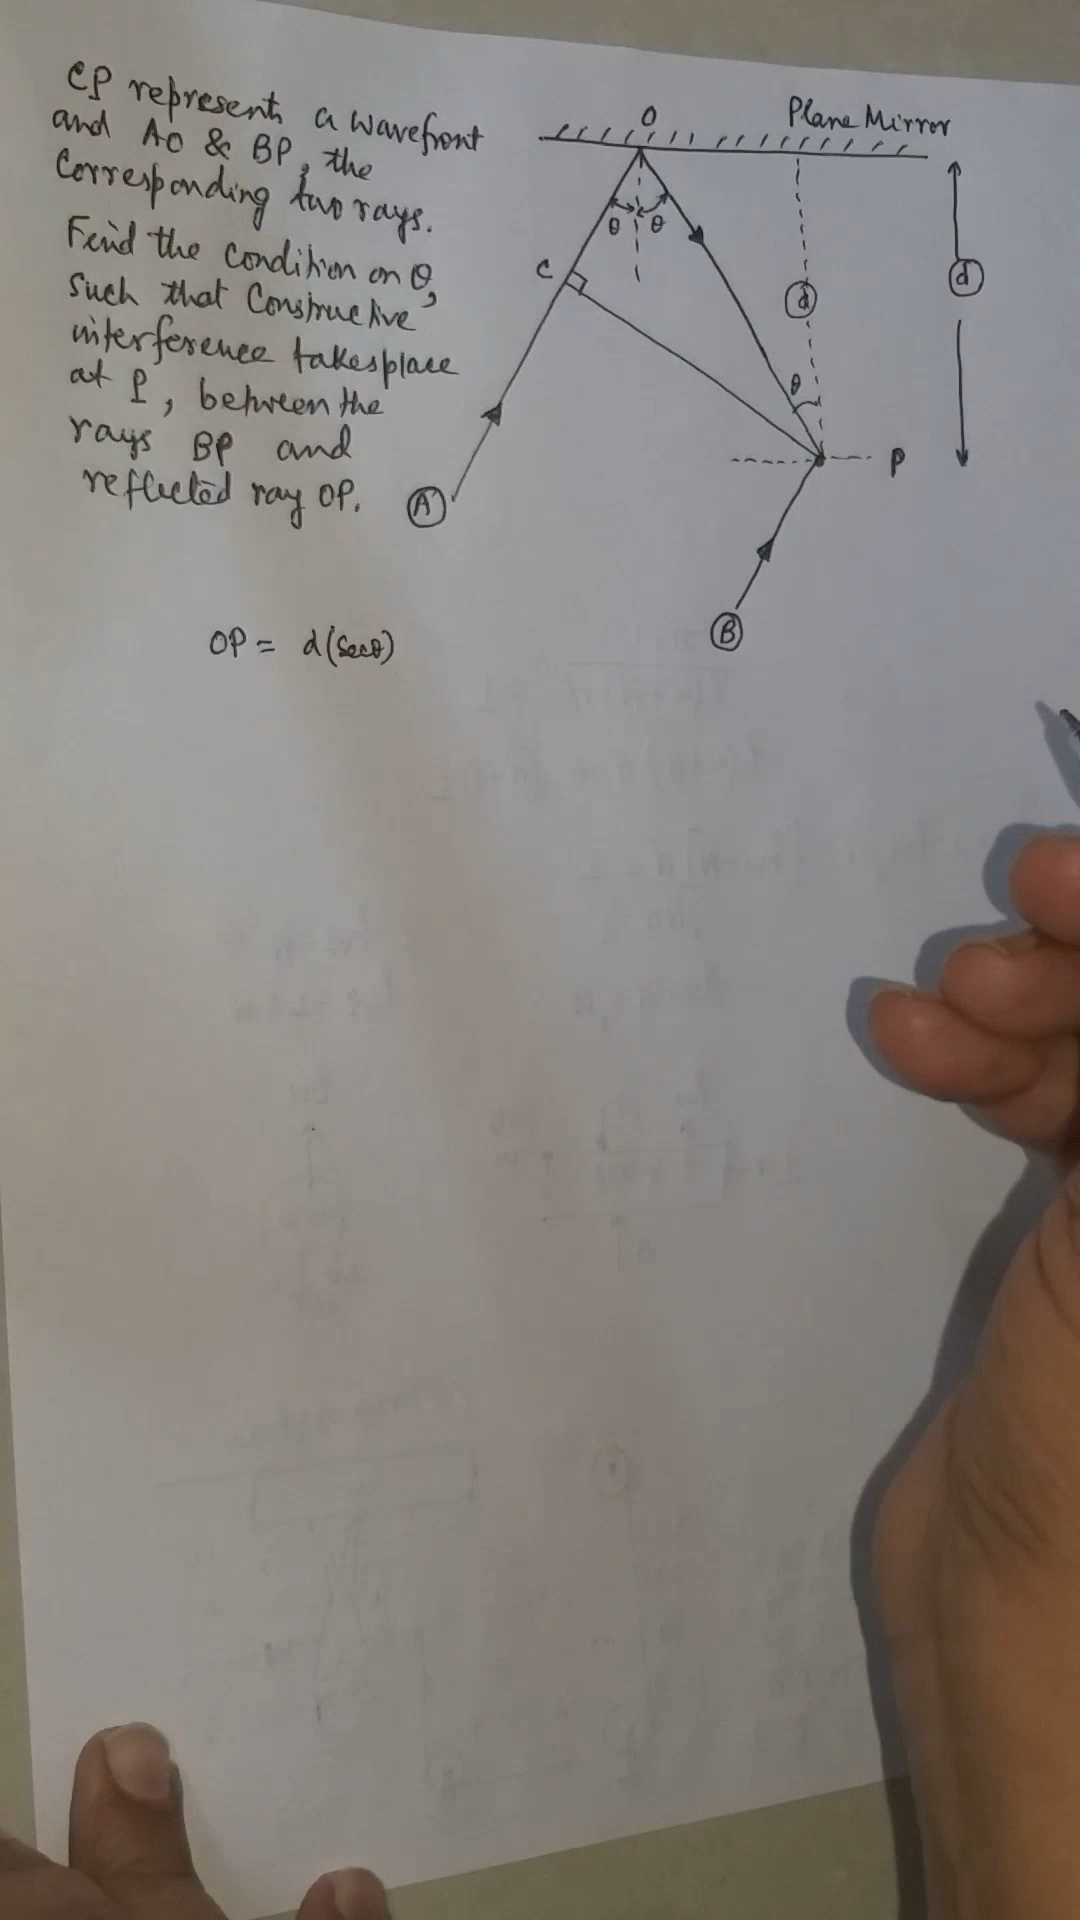 CP represents a wavefront
and AO & BP, the
Corresponding two rays.
Find the condition on θ,
such that Constructive
interference takesplace
at P, between the
rays BP and
reflected ray OP.
O
Plane Mirror
θ
θ
C
d
d
θ
P
A
B
OP = d(secθ)